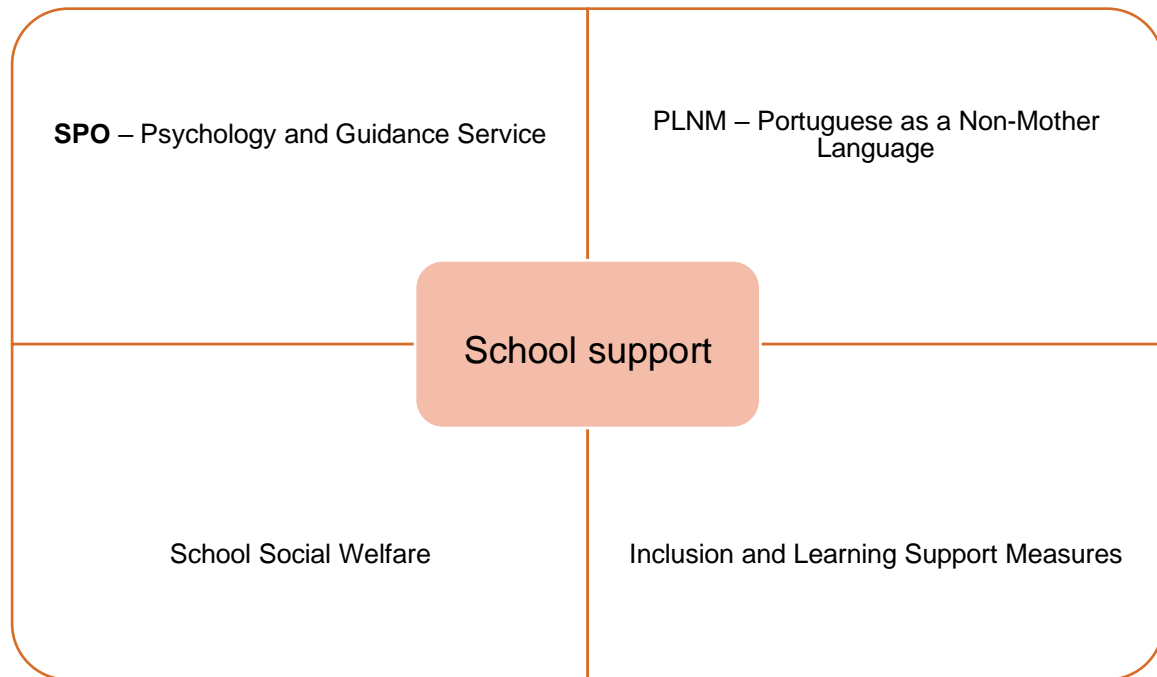 SPO – Psychology and Guidance Service
PLNM – Portuguese as a Non-Mother
Language
School support
School Social Welfare
Inclusion and Learning Support Measures